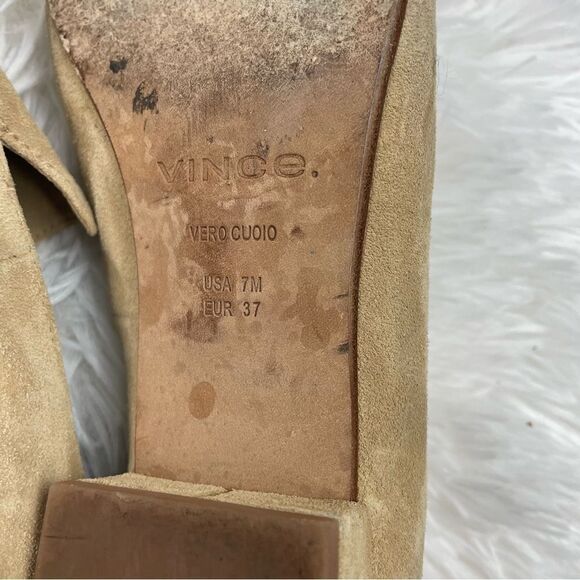 VINCE.
VERO CUOIO
USA 7M
EUR 37